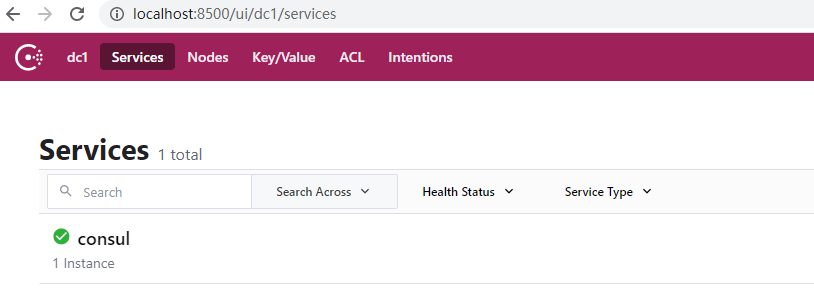 localhost:8500/ui/dc1/services
dc1 Services Nodes Key/Value ACL Intentions
Services 1 total
Search Search Across Health Status Service Type
consul
1 Instance